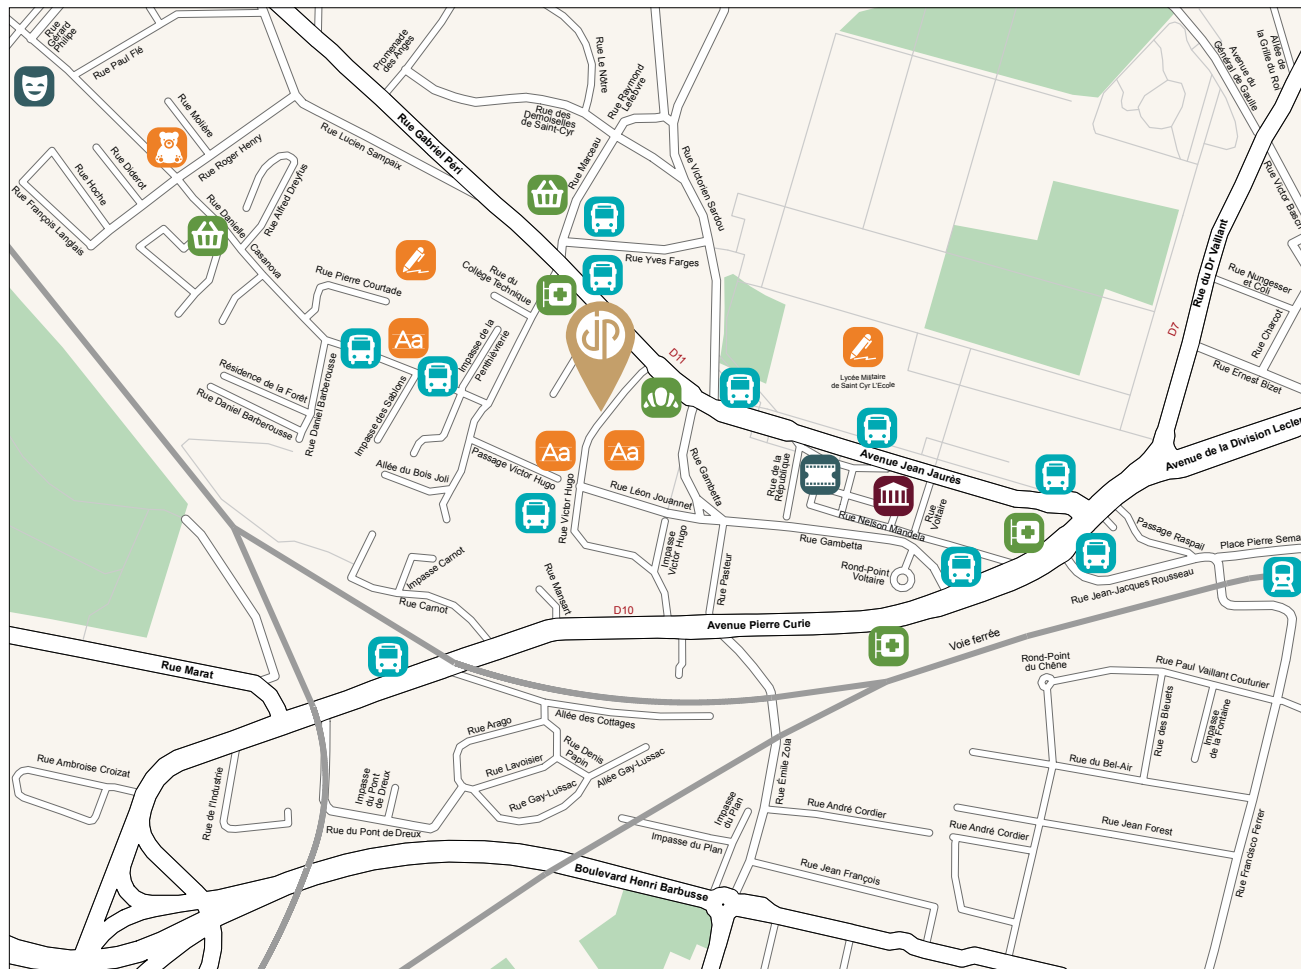 Rue
Gérard
Philipe
Rue Paul Flé
Promenade
des Anges
Rue Le Nôtre
Rue Raymond
Lefebvre
Rue des
Demoiselles
de Saint-Cyr
Avenue du
Général de Gaulle
Allée de
la Grille du Roi
Rue Molière
Rue Roger Henry
Rue Lucien Sampaix
Rue Gabriel Péri
Rue Marceau
Rue Victorien Sardou
Rue Diderot
Rue Hoche
Rue François Langlais
Rue Danielle
Casanova
Rue Alfred Dreyfus
Rue Victor Basch
Rue du Dr Vaillant
Rue Yves Farges
Rue Pierre Courtade
Rue du
Collège Technique
Rue Nungesser
et Coli
Rue Charcot
Rue Ernest Bizet
D7
D11
JP
Aa
Impasse de la
Penthièvrerie
Lycée Militaire
de Saint Cyr L'Ecole
Résidence de la Forêt
Rue Daniel Barberousse
Rue Daniel Barberousse
Impasse des Sablons
Avenue de la Division Lecler
Avenue Jean Jaurès
Aa
Aa
Allée du Bois Joli
Passage Victor Hugo
Rue Victor Hugo
Rue Léon Jouannet
Rue Gambetta
Rue de la
République
Rue Nelson Mandela
Rue
Voltaire
Impasse
Victor Hugo
Rue Gambetta
Rond-Point
Voltaire
Passage Raspail
Place Pierre Sema
Rue Jean-Jacques Rousseau
Impasse Carnot
Rue Carnot
Rue Mansart
Rue Pasteur
D10
Avenue Pierre Curie
Voie ferrée
Rue Marat
Rond-Point
du Chêne
Rue Paul Vaillant Couturier
Rue des Bleuets
Impasse
de la Fontaine
Allée des Cottages
Rue Arago
Rue Lavoisier
Rue Denis
Papin
Rue Gay-Lussac
Allée Gay-Lussac
Rue Émile Zola
Rue du Bel-Air
Rue Ambroise Croizat
Rue de l'Industrie
Impasse
du Pont
de Dreux
Rue du Pont de Dreux
Impasse
du Plan
Impasse du Plan
Rue André Cordier
Rue André Cordier
Rue Jean Forest
Rue Francisco Ferrer
Rue Jean François
Boulevard Henri Barbusse